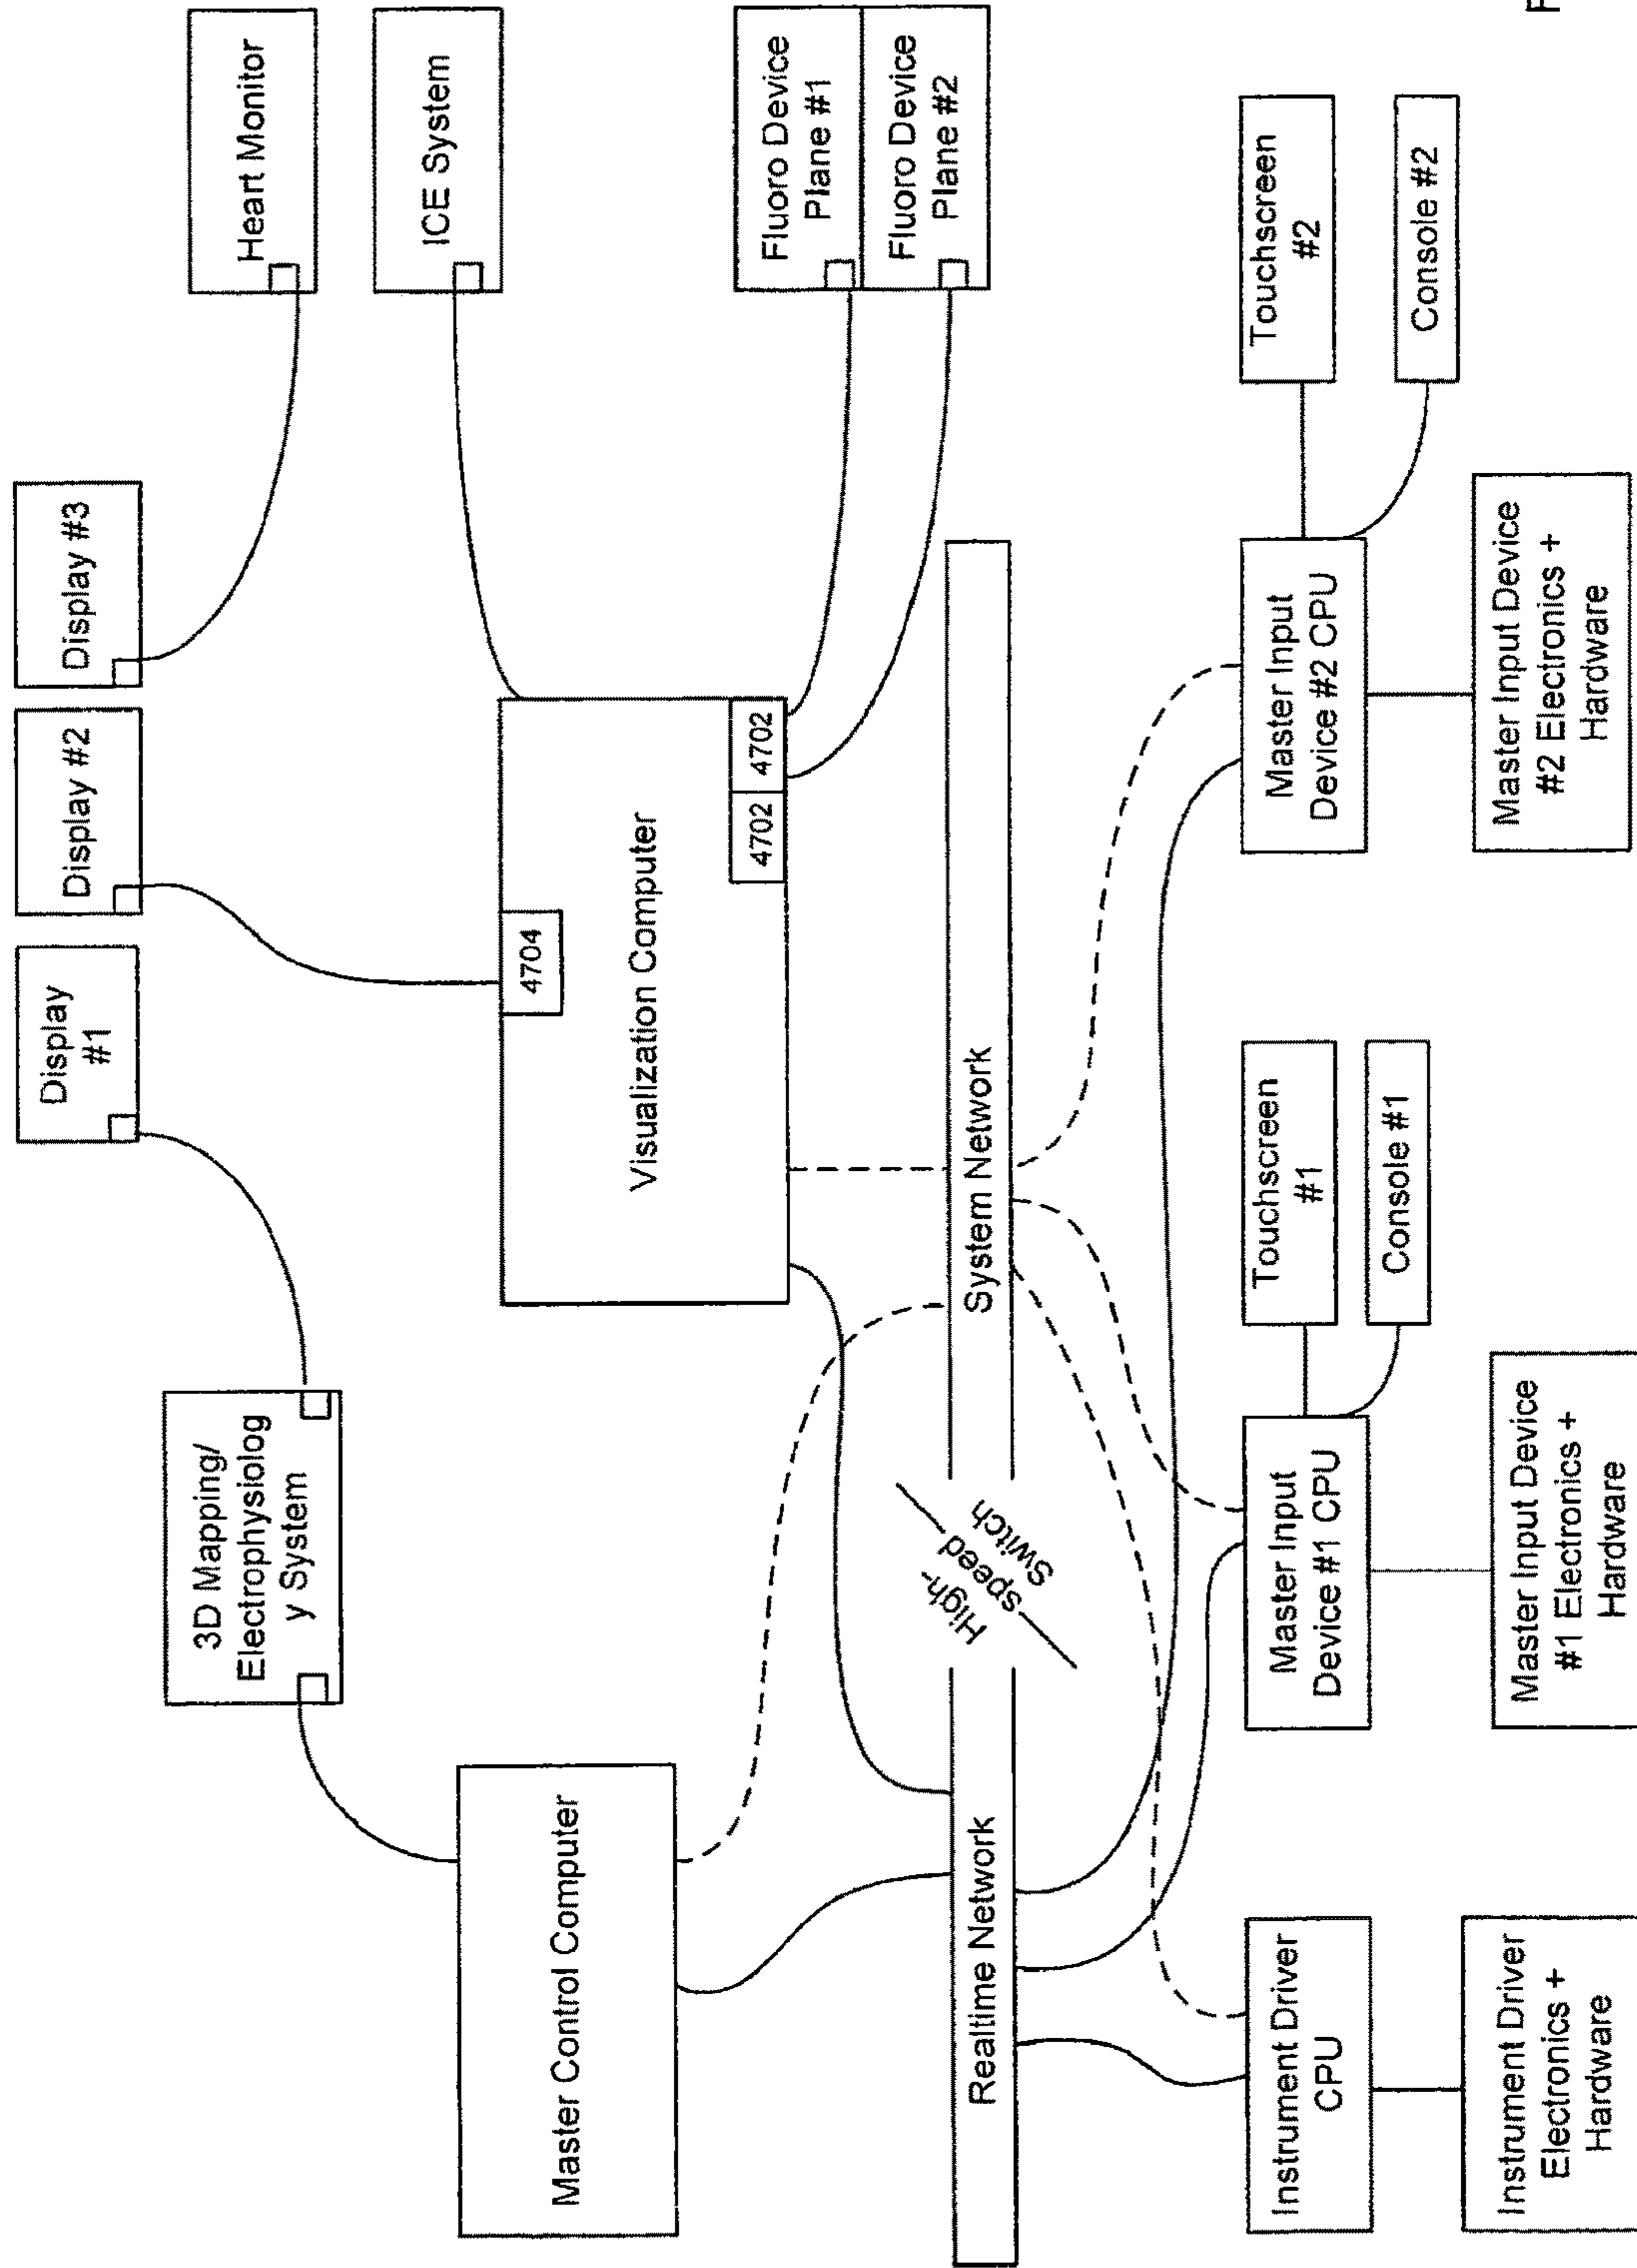 Display
#1
Display #2
Display #3
3D Mapping/
Electrophysiolog
y System
Heart Monitor
ICE System
Master Control Computer
4704
Visualization Computer
4702
4702
Fluoro Device
Plane #1
Fluoro Device
Plane #2
Realtime Network
High-
speed
Switch
System Network
Instrument Driver
CPU
Master Input
Device #1 CPU
Touchscreen
#1
Console #1
Master Input
Device #2 CPU
Touchscreen
#2
Console #2
Instrument Driver
Electronics +
Hardware
Master Input Device
#1 Electronics +
Hardware
Master Input Device
#2 Electronics +
Hardware